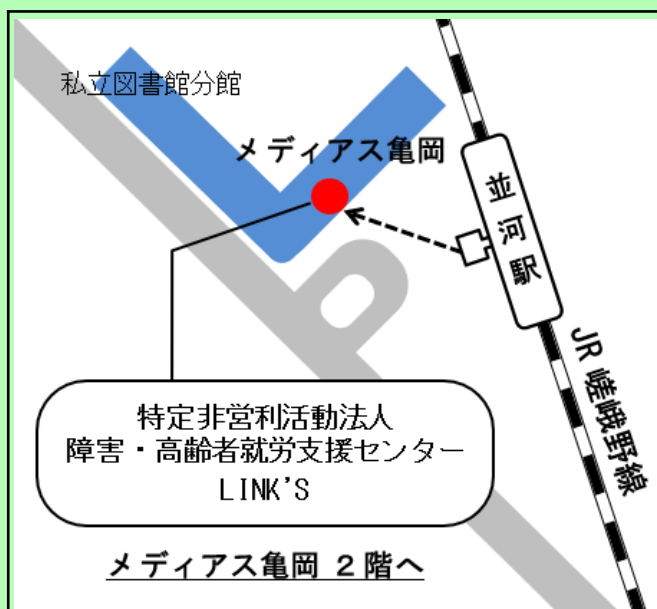 私立図書館分館
メディアス亀岡
並河駅
JR嵯峨野線
特定非営利活動法人
障害・高齢者就労支援センター
LINK'S
メディアス亀岡 2階へ